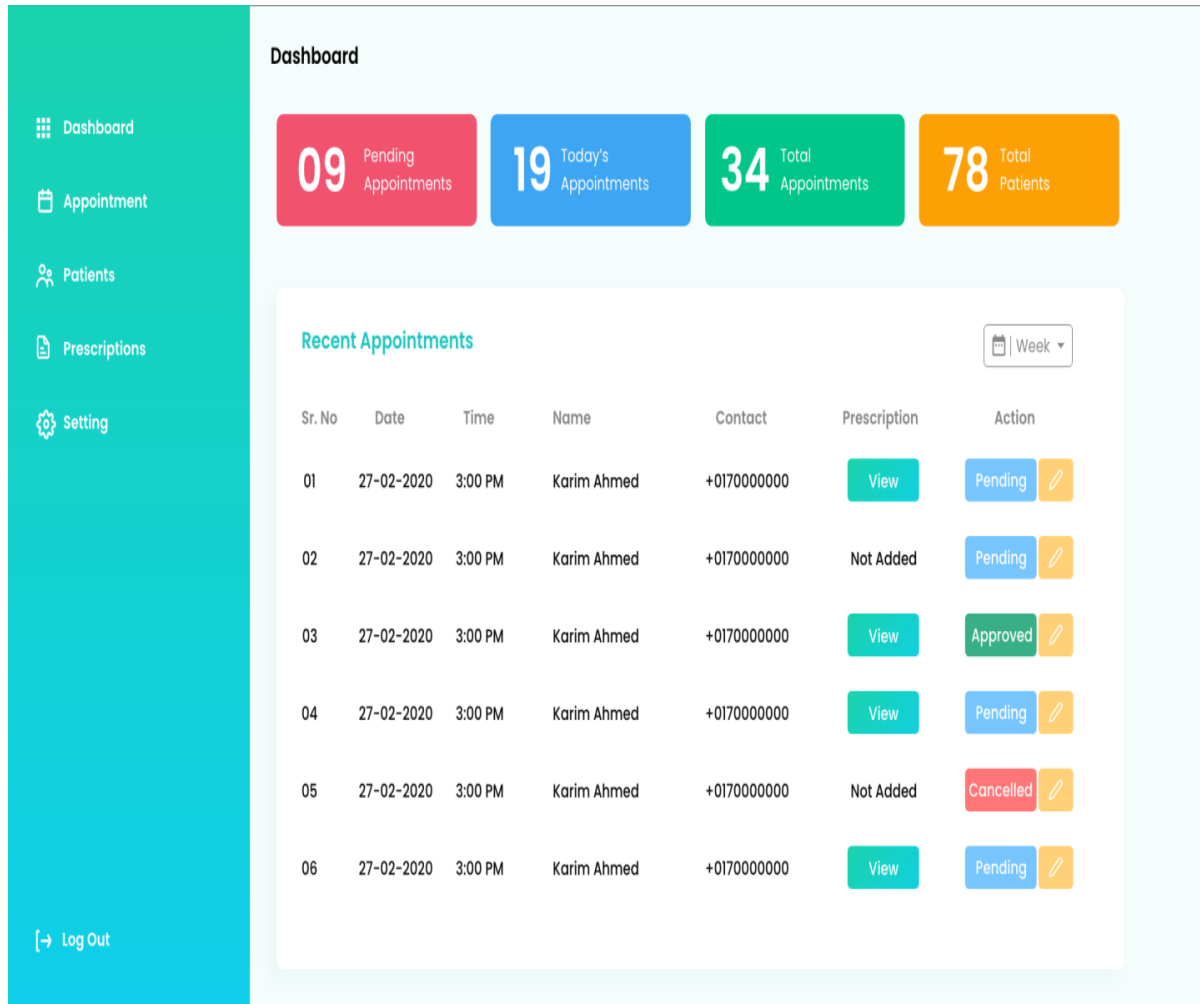 Dashboard
Dashboard
Appointment
Patients
Prescriptions
Setting
Log Out
09 Pending
Appointments
19 Today's
Appointments
34 Total
Appointments
78 Total
Patients
Recent Appointments
Week
Sr. No Date Time Name Contact Prescription Action
01 27-02-2020 3:00 PM Karim Ahmed +0170000000 View Pending
02 27-02-2020 3:00 PM Karim Ahmed +0170000000 Not Added Pending
03 27-02-2020 3:00 PM Karim Ahmed +0170000000 View Approved
04 27-02-2020 3:00 PM Karim Ahmed +0170000000 View Pending
05 27-02-2020 3:00 PM Karim Ahmed +0170000000 Not Added Cancelled
06 27-02-2020 3:00 PM Karim Ahmed +0170000000 View Pending